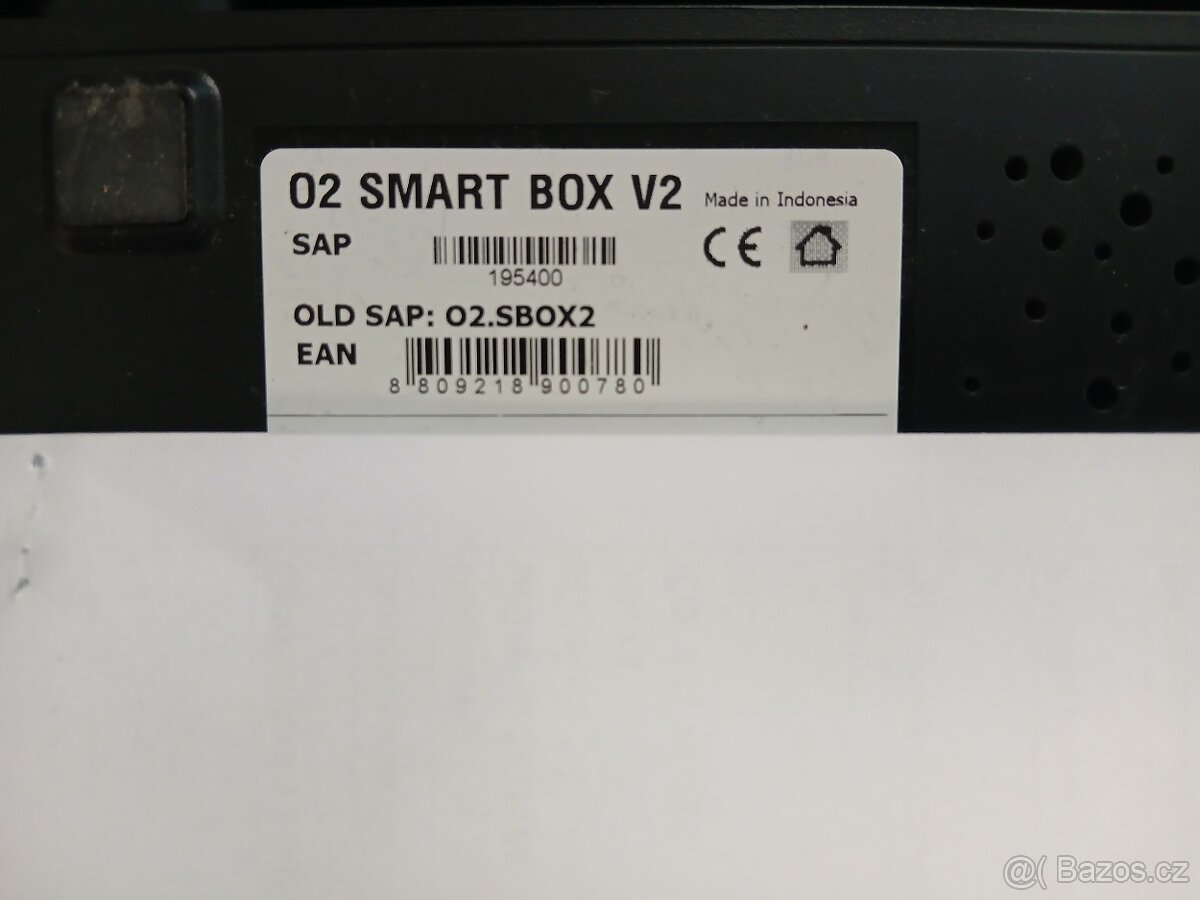 O2 SMART BOX V2 Made in Indonesia
SAP
195400
CE
OLD SAP: O2.SBOX2
EAN
8 809218 900780
@( Bazos.cz